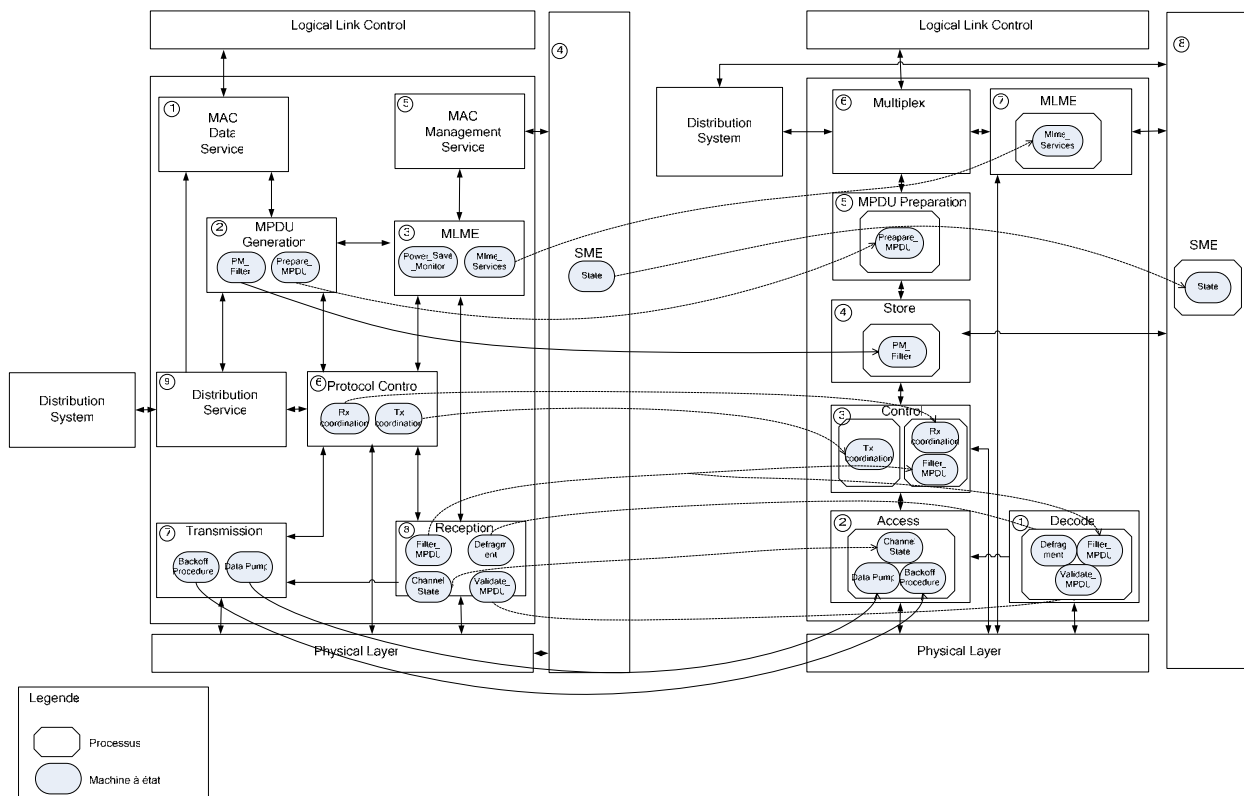 Logical Link Control
4
1
MAC
Data
Service
5
MAC
Management
Service
2
MPDU
Generation
PM_
Filter
Prepare_
MPDU
3
MLME
Power_Save
_Monitor
Mlme_
Services
SME
State
Distribution
System
9
Distribution
Service
6
Protocol Contro
Rx
coordination
Tx
coordination
7
Transmission
Backoff
Procedure
Data Pump
8
Reception
Filter_
MPDU
Defragm
ent
Channel
State
Validate_
MPDU
Physical Layer
Logical Link Control
8
Distribution
System
6
Multiplex
7
MLME
Mlme_
Services
5
MPDU Preparation
Preapare_
MPDU
SME
State
4
Store
PM_
Filter
3
Control
Tx
coordination
Rx
coordination
Filter_
MPDU
2
Access
Channel
State
Data Pump
Backoff
Procedure
1
Decode
Defrag
ment
Filter_
MPDU
Validate_
MPDU
Physical Layer
Legende
Processus
Machine à état